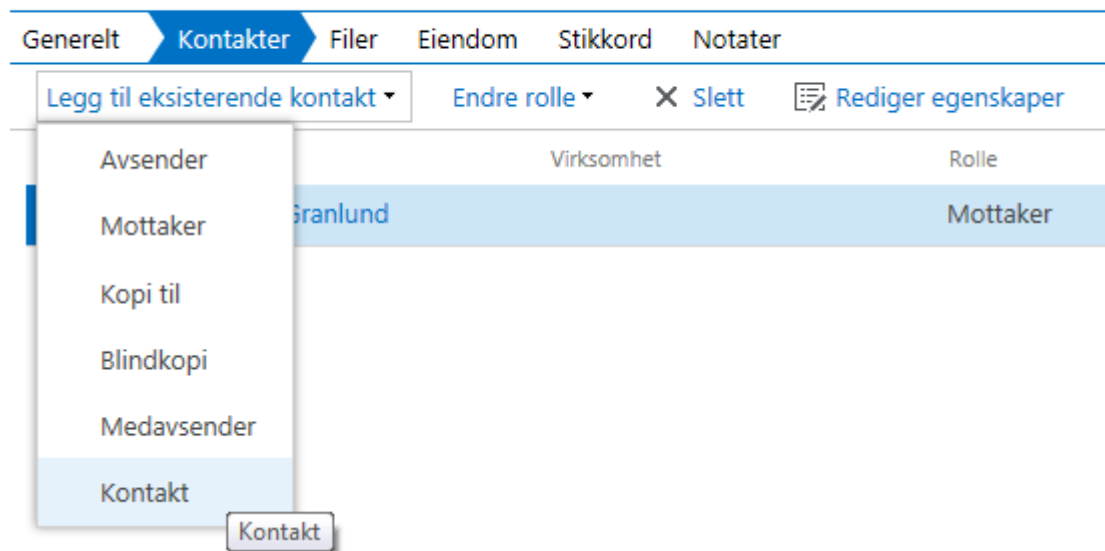 Generelt Kontakter Filer Eiendom Stikkord Notater
Legg til eksisterende kontakt Endre rolle Slett Rediger egenskaper
Virksomhet Rolle
Granlund Mottaker
Avsender
Mottaker
Kopi til
Blindkopi
Medavsender
Kontakt
Kontakt